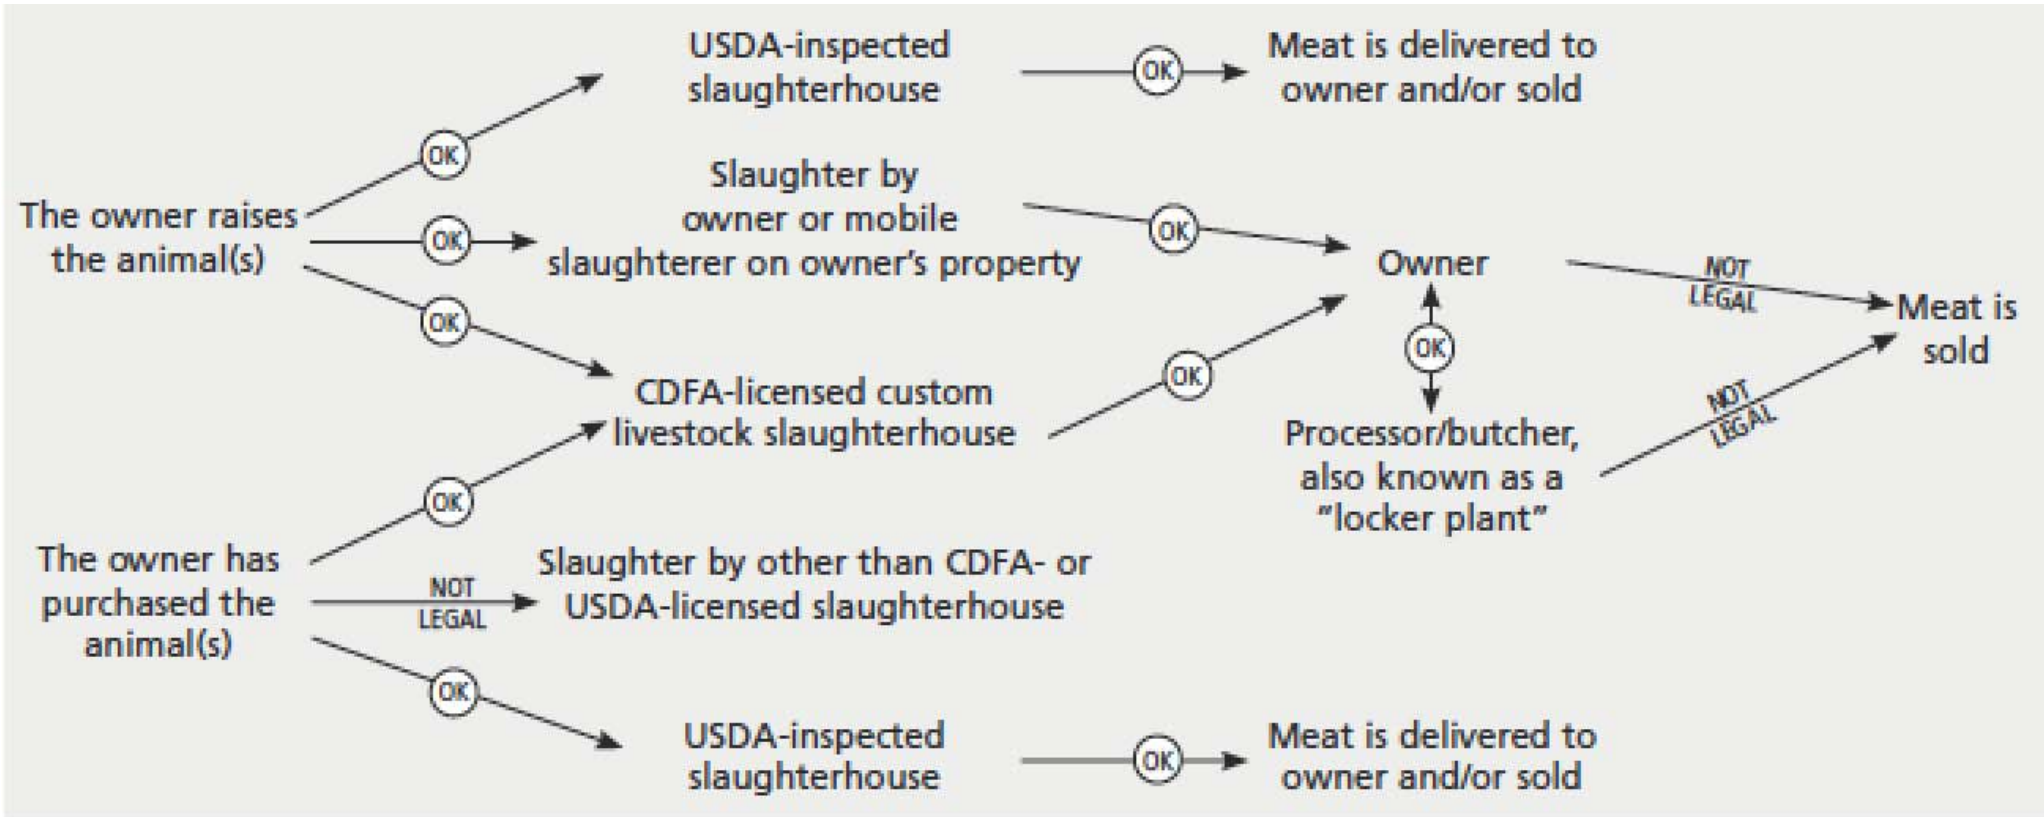 USDA-inspected
slaughterhouse
OK
Meat is delivered to
owner and/or sold
OK
The owner raises
the animal(s)
OK
Slaughter by
owner or mobile
slaughterer on owner’s property
OK
Owner
NOT
LEGAL
Meat is
sold
OK
CDFA-licensed custom
livestock slaughterhouse
OK
OK
Processor/butcher,
also known as a
“locker plant”
NOT
LEGAL
The owner has
purchased the
animal(s)
OK
NOT
LEGAL
Slaughter by other than CDFA- or
USDA-licensed slaughterhouse
OK
USDA-inspected
slaughterhouse
OK
Meat is delivered to
owner and/or sold